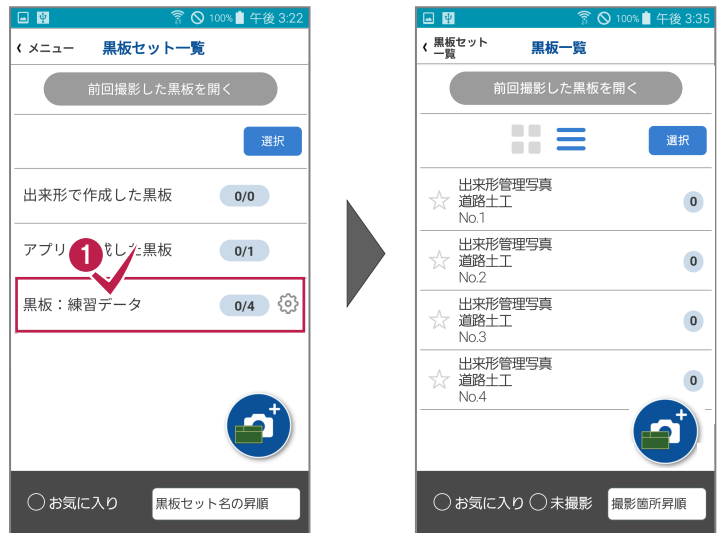 100% 午後 3:22
メニュー 黒板セット一覧
前回撮影した黒板を開く
選択
出来形で作成した黒板 0/0
アプリ 成した黒板 0/1
1
黒板：練習データ 0/4
お気に入り 黒板セット名の昇順
100% 午後 3:35
黒板セット
一覧
黒板一覧
前回撮影した黒板を開く
選択
出来形管理写真
道路土工 0
No.1
出来形管理写真
道路土工 0
No.2
出来形管理写真
道路土工 0
No.3
出来形管理写真
道路土工 0
No.4
お気に入り 未撮影 撮影箇所昇順